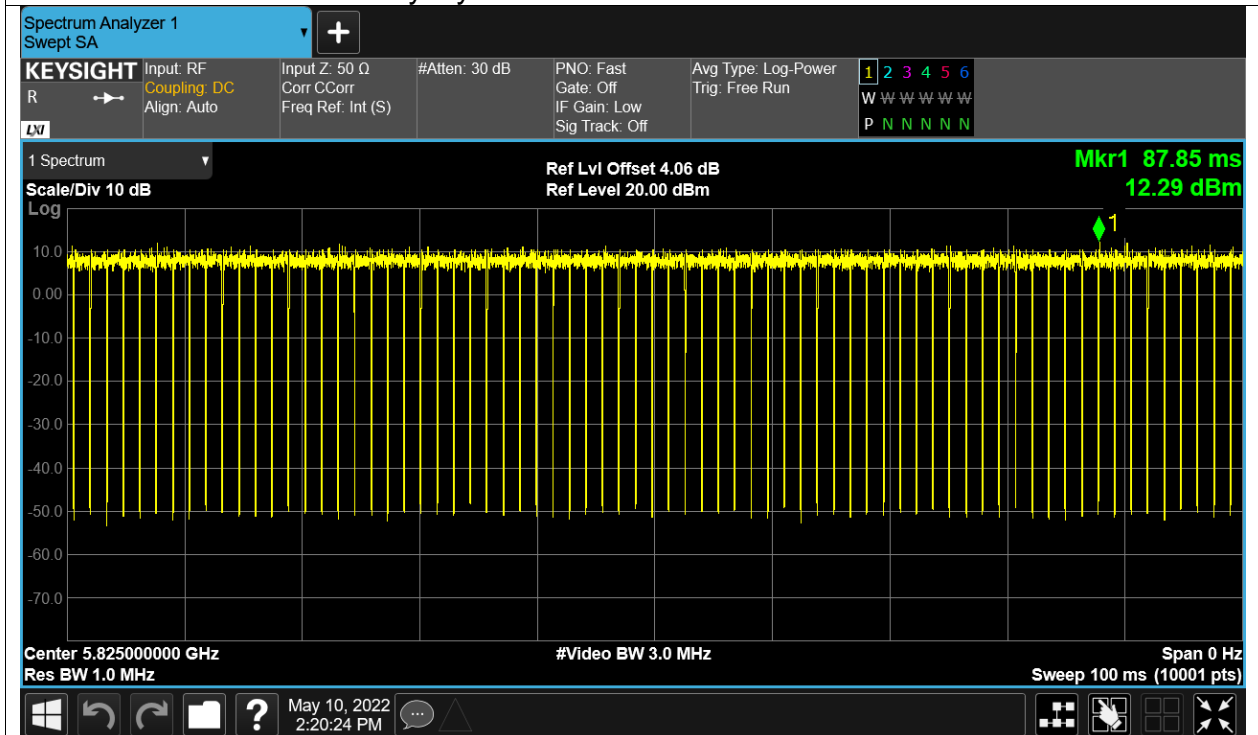 Spectrum Analyzer 1
Swept SA
KEYSIGHT
R
LXI
Input: RF
Coupling: DC
Align: Auto
Input Z: 50 Ω
Corr CCorr
Freq Ref: Int (S)
#Atten: 30 dB
PNO: Fast
Gate: Off
IF Gain: Low
Sig Track: Off
Avg Type: Log-Power
Trig: Free Run
1 2 3 4 5 6
W W W W W W
P N N N N N
1 Spectrum
Scale/Div 10 dB
Log
Ref Lvl Offset 4.06 dB
Ref Level 20.00 dBm
Mkr1 87.85 ms
12.29 dBm
1
10.0
0.00
-10.0
-20.0
-30.0
-40.0
-50.0
-60.0
-70.0
Center 5.825000000 GHz
Res BW 1.0 MHz
#Video BW 3.0 MHz
Span 0 Hz
Sweep 100 ms (10001 pts)
?
May 10, 2022
2:20:24 PM